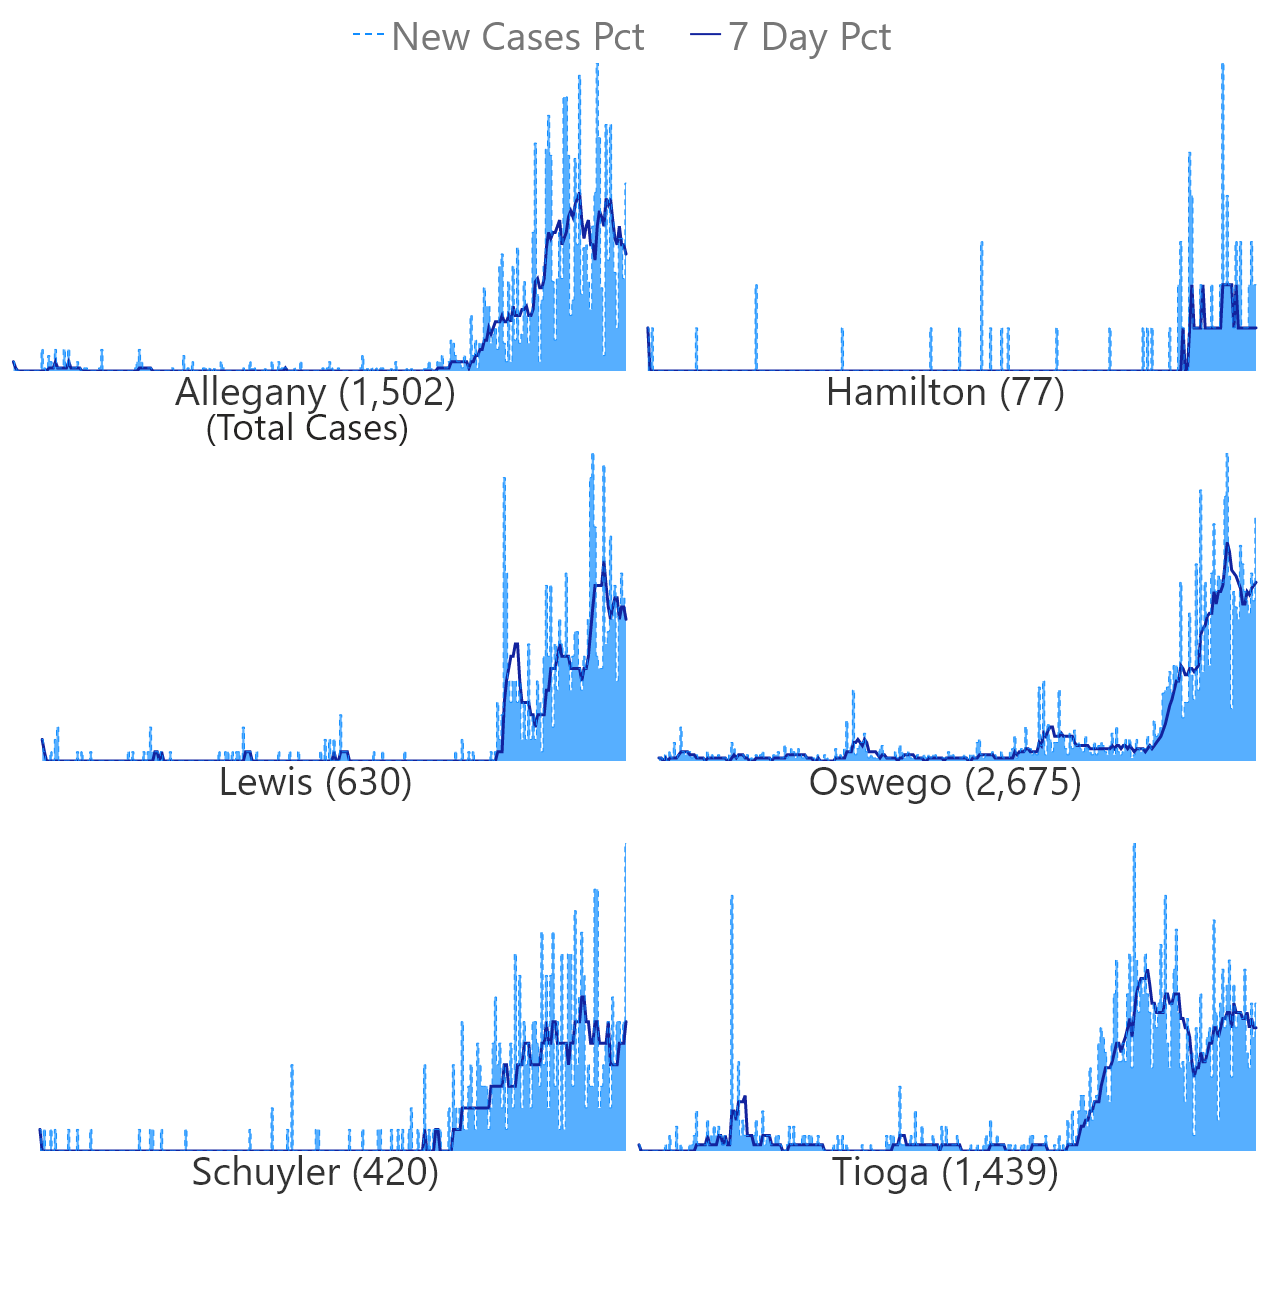 New Cases Pct 7 Day Pct
Allegany (1,502) Hamilton (77)
(Total Cases)
Lewis (630) Oswego (2,675)
Schuyler (420) Tioga (1,439)